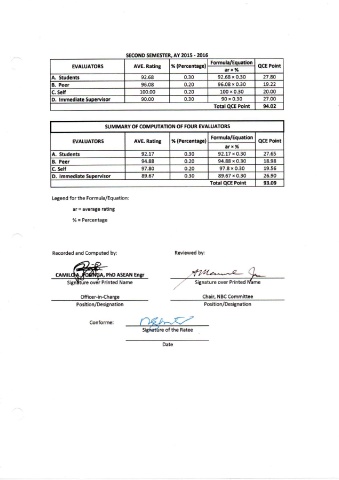 SECOND SEMESTER, AY 2015 - 2016
EVALUATORS AVE. Rating % (Percentage) Formula/Equation ar × % QCE Point
A. Students 92.68 0.30 92.68 × 0.30 27.80
B. Peer 96.08 0.20 96.08 × 0.20 19.22
C. Self 100.00 0.20 100 × 0.20 20.00
D. Immediate Supervisor 90.00 0.30 90 × 0.30 27.00
Total QCE Point 94.02
SUMMARY OF COMPUTATION OF FOUR EVALUATORS
EVALUATORS AVE. Rating % (Percentage) Formula/Equation ar × % QCE Point
A. Students 92.17 0.30 92.17 × 0.30 27.65
B. Peer 94.88 0.20 94.88 × 0.20 18.98
C. Self 97.80 0.20 97.8 × 0.20 19.56
D. Immediate Supervisor 89.67 0.30 89.67 × 0.30 26.90
Total QCE Point 93.09
Legend for the Formula/Equation:
ar = average rating
% = Percentage
Recorded and Computed by: Reviewed by:
PhD ASEAN Engr
Signature over Printed Name Signature over Printed Name
Officer-in-Charge Chair, NBC Committee
Position/Designation Position/Designation
Conforme:
Signature of the Ratee
Date